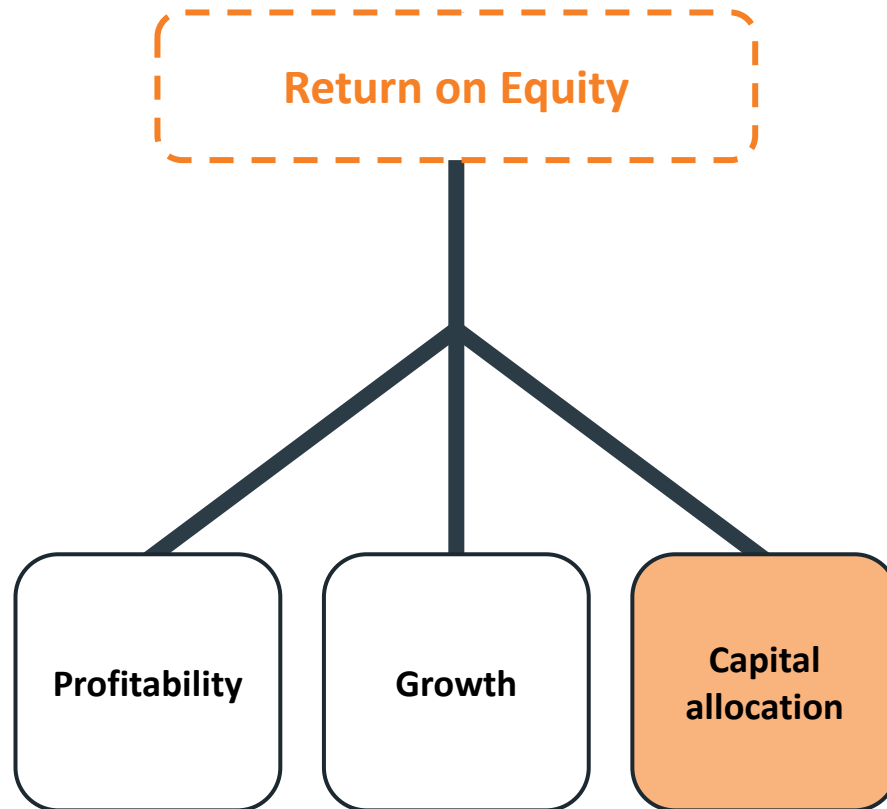 Return on Equity
Profitability
Growth
Capital
allocation